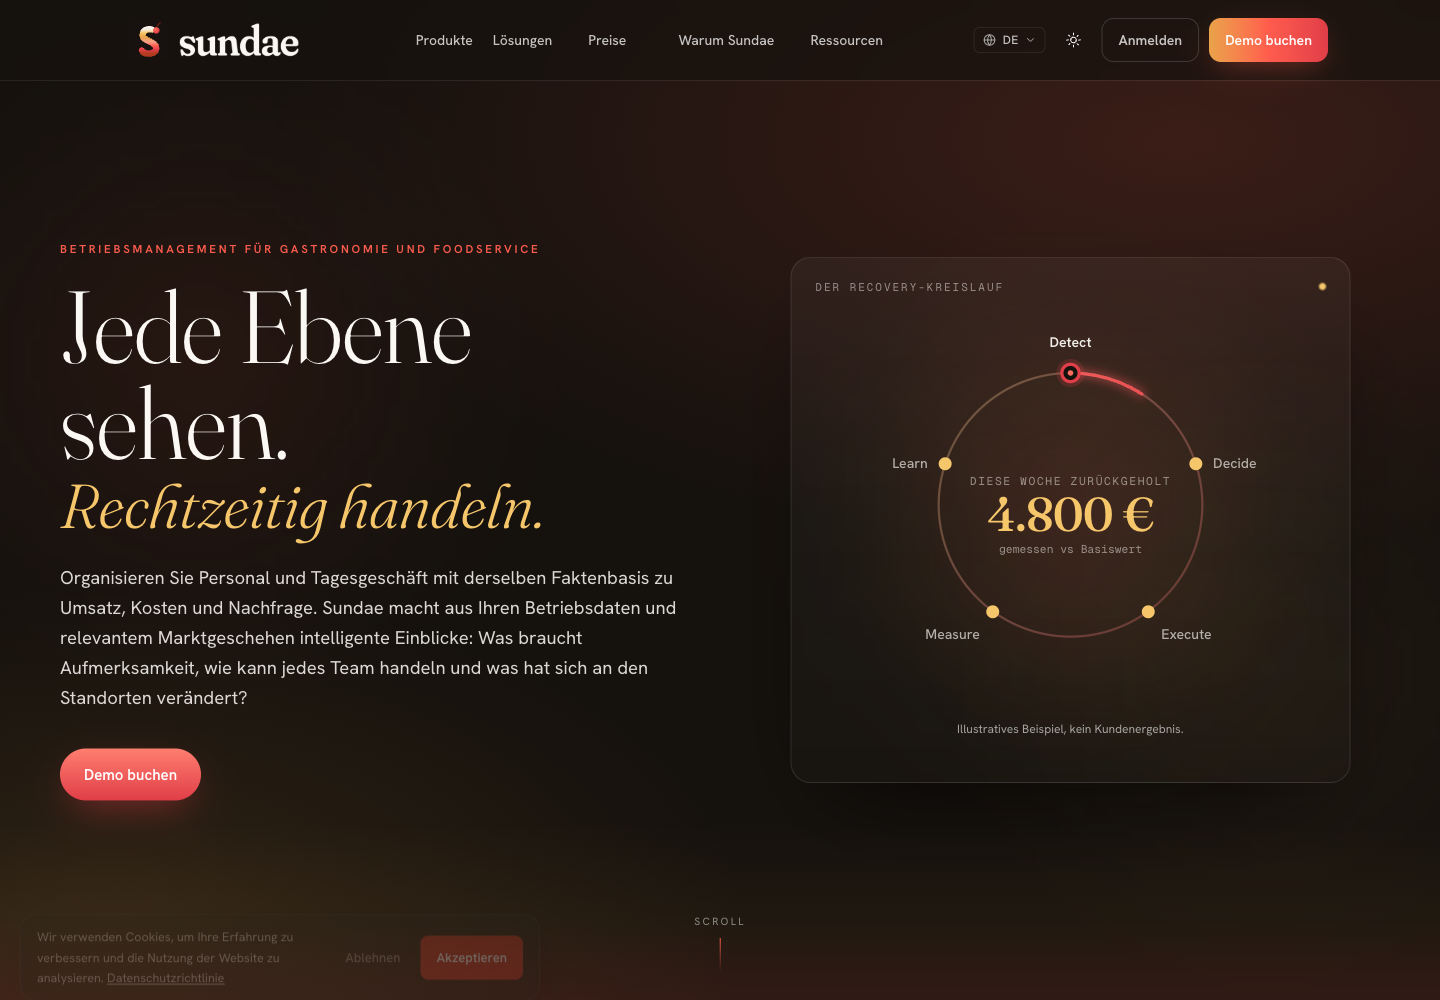 sundae
Produkte
Lösungen
Preise
Warum Sundae
Ressourcen
DE
Anmelden
Demo buchen
BETRIEBSMANAGEMENT FÜR GASTRONOMIE UND FOODSERVICE
Jede Ebene
sehen.
Rechtzeitig handeln.
Organisieren Sie Personal und Tagesgeschäft mit derselben Faktenbasis zu
Umsatz, Kosten und Nachfrage. Sundae macht aus Ihren Betriebsdaten und
relevantem Marktgeschehen intelligente Einblicke: Was braucht
Aufmerksamkeit, wie kann jedes Team handeln und was hat sich an den
Standorten verändert?
Demo buchen
DER RECOVERY-KREISLAUF
Detect
Learn
Decide
DIESE WOCHE ZURÜCKGEHOLT
4.800 €
gemessen vs Basiswert
Measure
Execute
Illustratives Beispiel, kein Kundenergebnis.
SCROLL
Wir verwenden Cookies, um Ihre Erfahrung zu
verbessern und die Nutzung der Website zu
analysieren. Datenschutzrichtlinie
Ablehnen
Akzeptieren